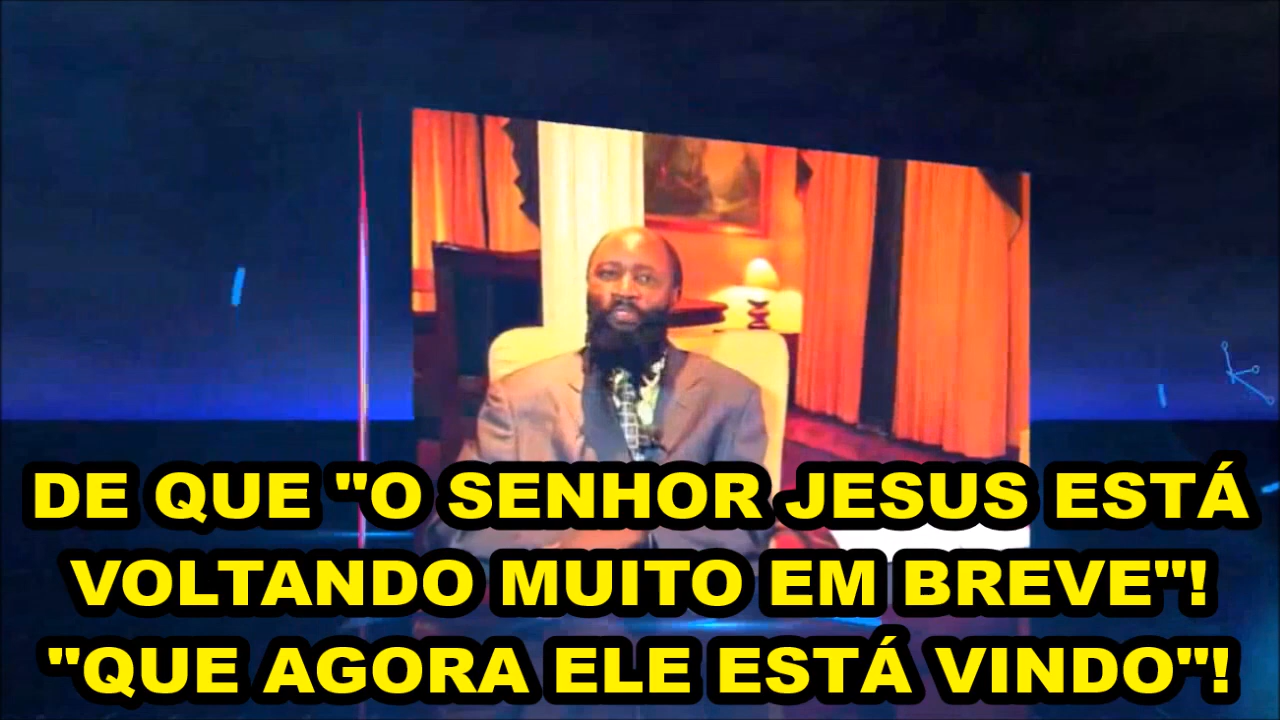 DE QUE "O SENHOR JESUS ESTÁ
VOLTANDO MUITO EM BREVE"!
"QUE AGORA ELE ESTÁ VINDO"!